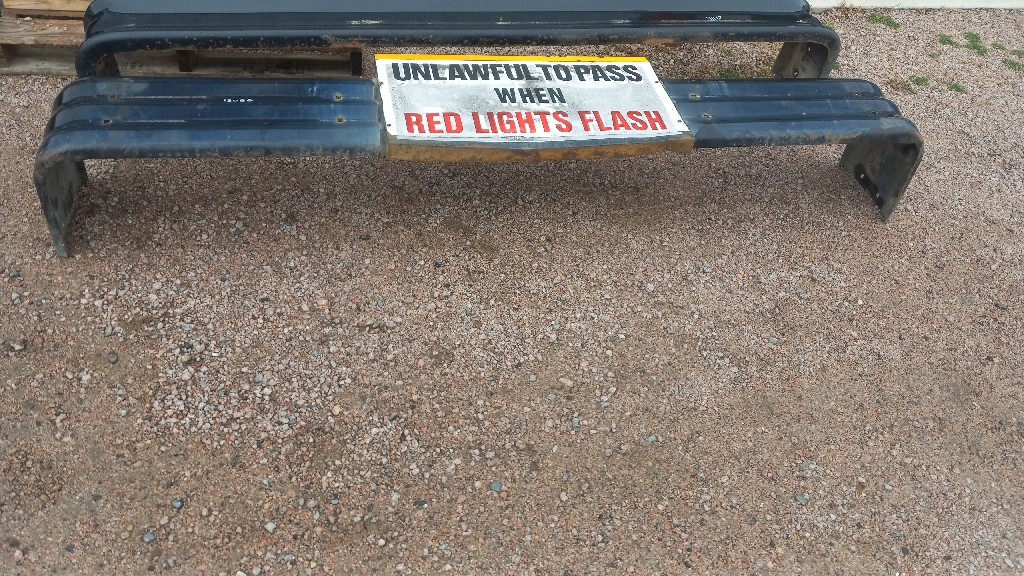 UNLAWFUL TO PASS
WHEN
RED LIGHTS FLASH